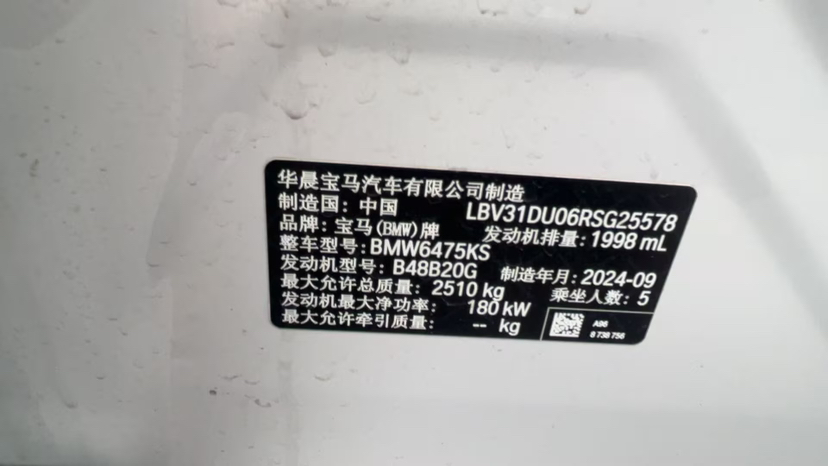 华晨宝马汽车有限公司制造
制造国: 中国 LBV31DU06RSG25578
品牌: 宝马(BMW)牌 发动机排量: 1998 mL
整车型号: BMW6475KS
发动机型号: B48B20G 制造年月: 2024-09
最大允许总质量: 2510 kg 乘坐人数: 5
发动机最大净功率: 180 kW
最大允许牵引质量: -- kg
A96
8 738 756